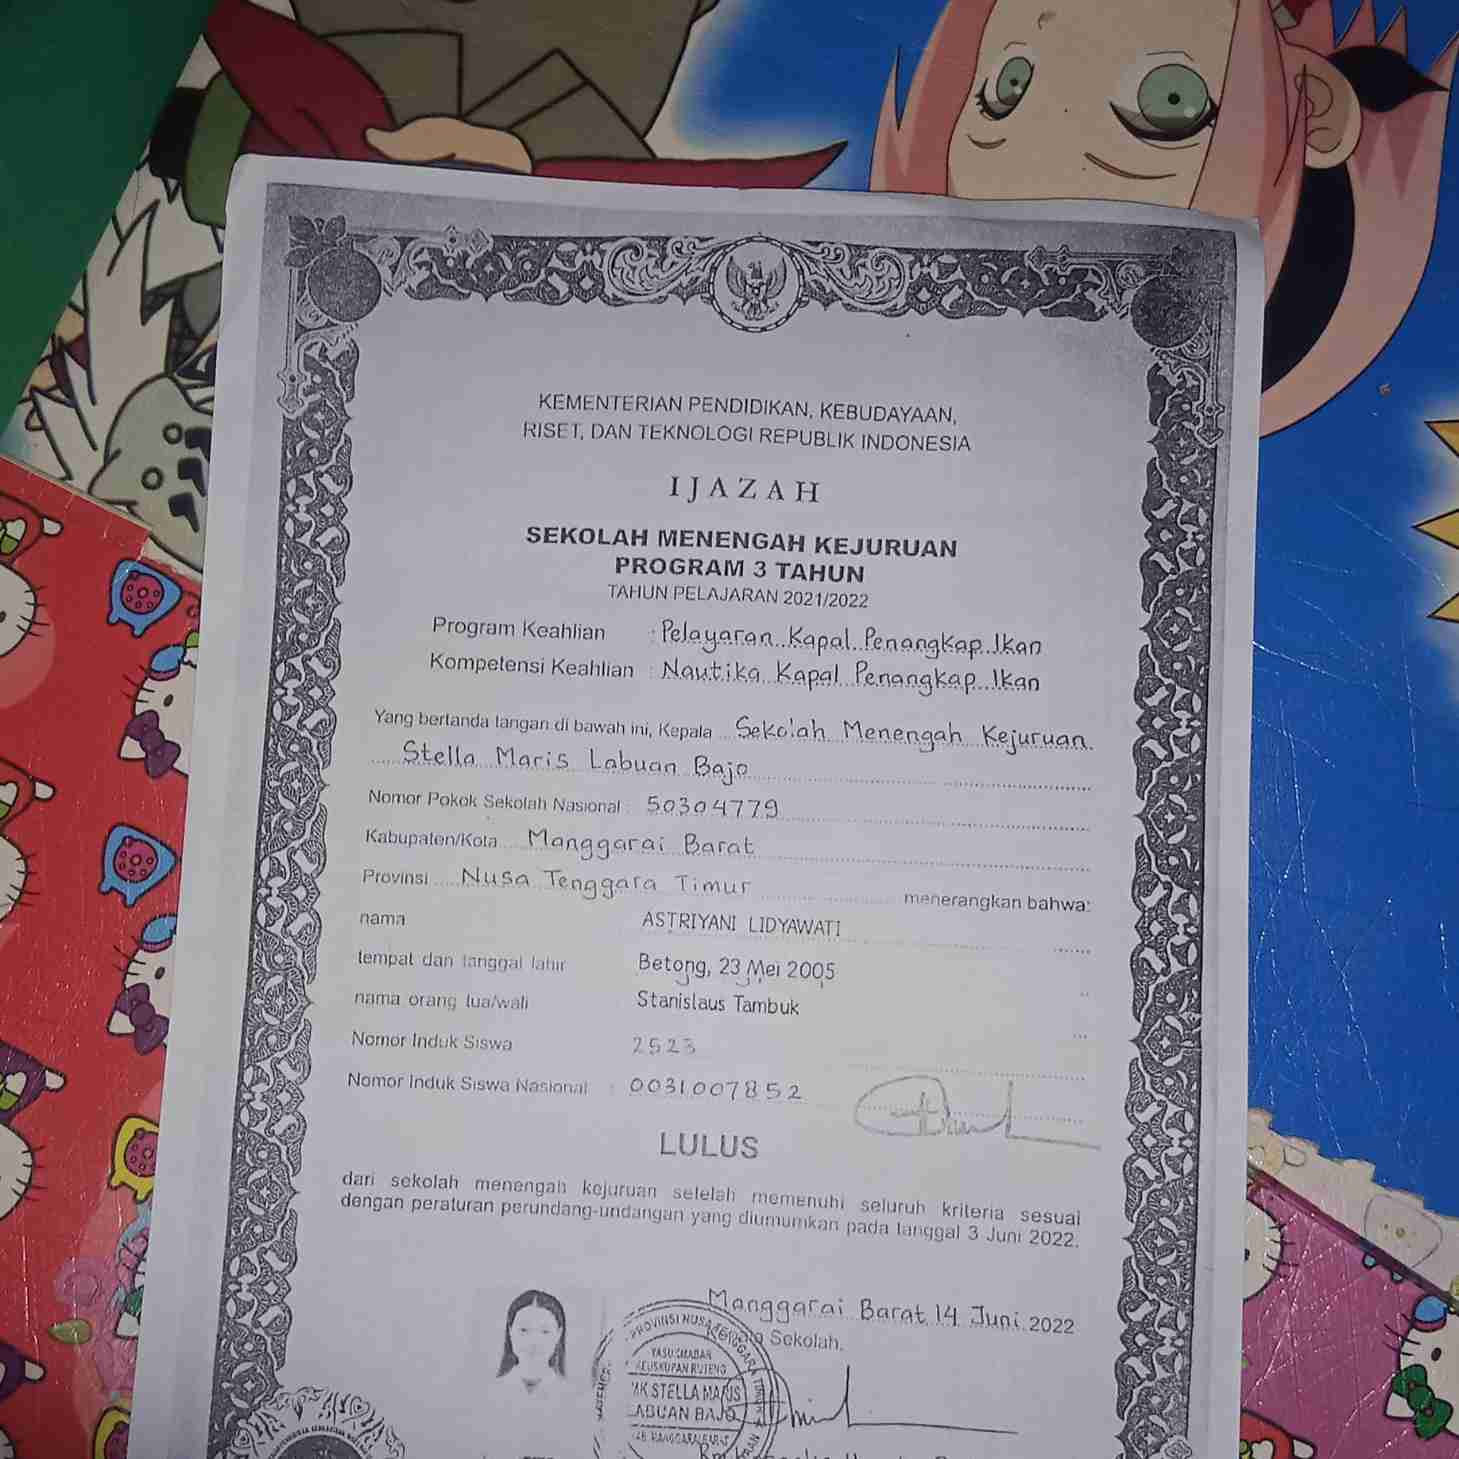 KEMENTERIAN PENDIDIKAN, KEBUDAYAAN,
RISET, DAN TEKNOLOGI REPUBLIK INDONESIA
IJAZAH
SEKOLAH MENENGAH KEJURUAN
PROGRAM 3 TAHUN
TAHUN PELAJARAN 2021/2022
Program Keahlian : Pelayaran Kapal Penangkap Ikan
Kompetensi Keahlian : Nautika Kapal Penangkap Ikan
Yang bertanda tangan di bawah ini, Kepala Sekolah Menengah Kejuruan
Stella Maris Labuan Bajo
Nomor Pokok Sekolah Nasional : 50304779
Kabupaten/Kota Manggarai Barat
Provinsi Nusa Tenggara Timur menerangkan bahwa:
nama ASTRIYANI LIDYAWATI
tempat dan tanggal lahir Betong, 23 Mei 2005
nama orang tua/wali Stanislaus Tambuk
Nomor Induk Siswa 2523
Nomor Induk Siswa Nasional : 0031007852
LULUS
dari sekolah menengah kejuruan setelah memenuhi seluruh kriteria sesuai
dengan peraturan perundang-undangan yang diumumkan pada tanggal 3 Juni 2022.
Manggarai Barat, 14 Juni 2022
Kepala Sekolah,
PROVINSI NUSA TENGGARA TIMUR
KEUSKUPAN RUTENG
SMK STELLA MARIS
LABUAN BAJO
KAB. MANGGARAI BARAT